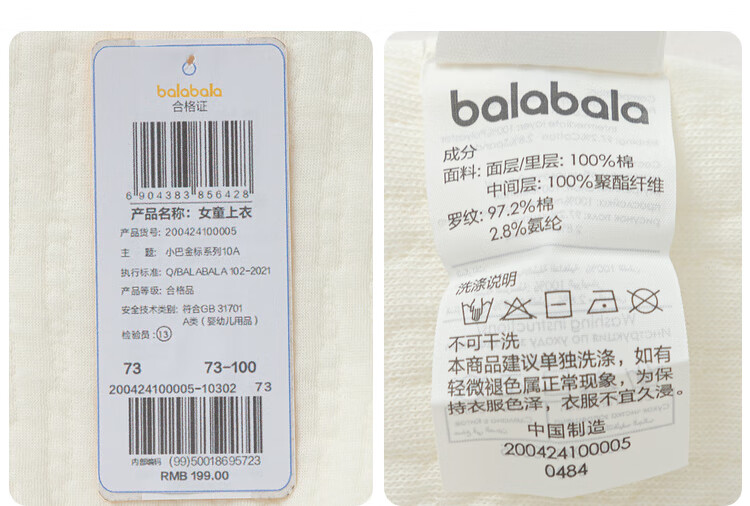 balabala
合格证
6 904383 856428
产品名称：女童上衣
产品货号：200424100005
主 题：小巴金标系列10A
执行标准：Q/BALABALA 102-2021
产品等级：合格品
安全技术类别：符合GB 31701
A类（婴幼儿用品）
检验员：13
73 73-100
200424100005-10302 73
内部编码 (99)50018695723
RMB 199.00
balabala
成分
面料：面层/里层：100%棉
中间层：100%聚酯纤维
罗纹：97.2%棉
2.8%氨纶
洗涤说明
不可干洗
本商品建议单独洗涤，如有
轻微褪色属正常现象，为保
持衣服色泽，衣服不宜久浸。
中国制造
200424100005
0484